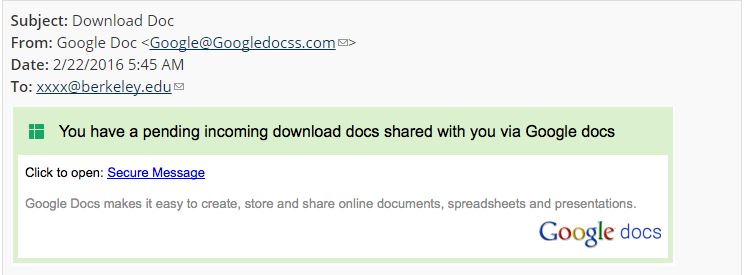 Subject: Download Doc
From: Google Doc <Google@Googledocss.com>
Date: 2/22/2016 5:45 AM
To: xxxx@berkeley.edu
You have a pending incoming download docs shared with you via Google docs
Click to open: Secure Message
Google Docs makes it easy to create, store and share online documents, spreadsheets and presentations.
Google docs